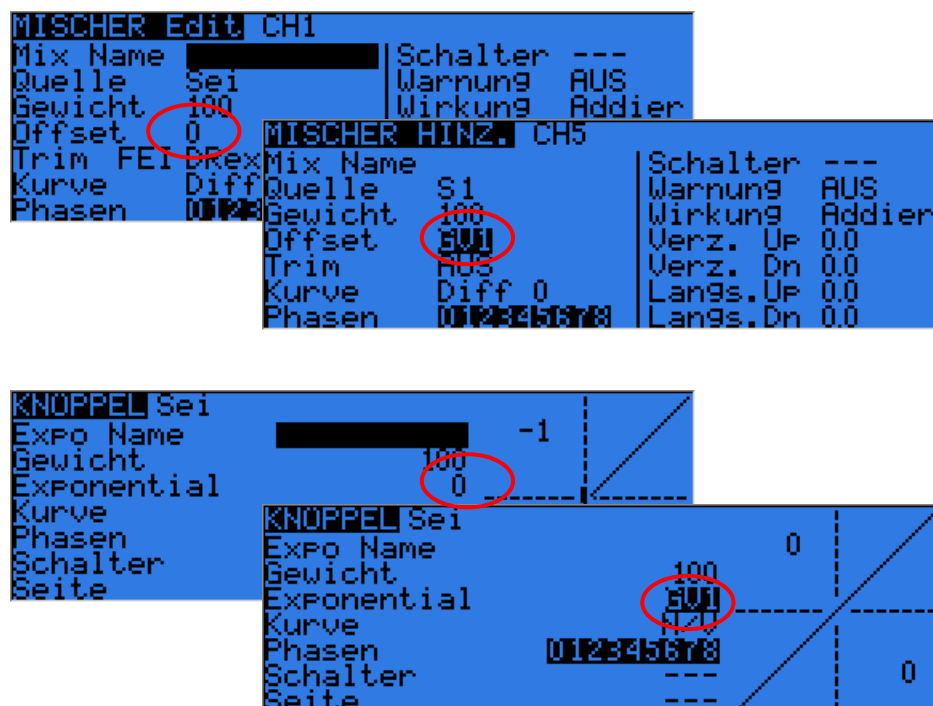 MISCHER Edit CH1
Mix Name
Quelle Sei
Gewicht 100
Offset 0
Trim FEI DRex
Kurve Diff
Phasen 0123
Schalter ---
Warnung AUS
Wirkung Addier
MISCHER HINZ. CH5
Mix Name
Quelle S1
Gewicht 100
Offset GV1
Trim AUS
Kurve Diff 0
Phasen 012345678
Schalter ---
Warnung AUS
Wirkung Addier
Verz. Up 0.0
Verz. Dn 0.0
Langs.Up 0.0
Langs.Dn 0.0
KNÜPPEL Sei
Expo Name -1
Gewicht 100
Exponential 0
Kurve
Phasen
Schalter
Seite
KNÜPPEL Sei
Expo Name 0
Gewicht 100
Exponential GV1
Kurve
Phasen 012345678
Schalter --- 0
Seite ---